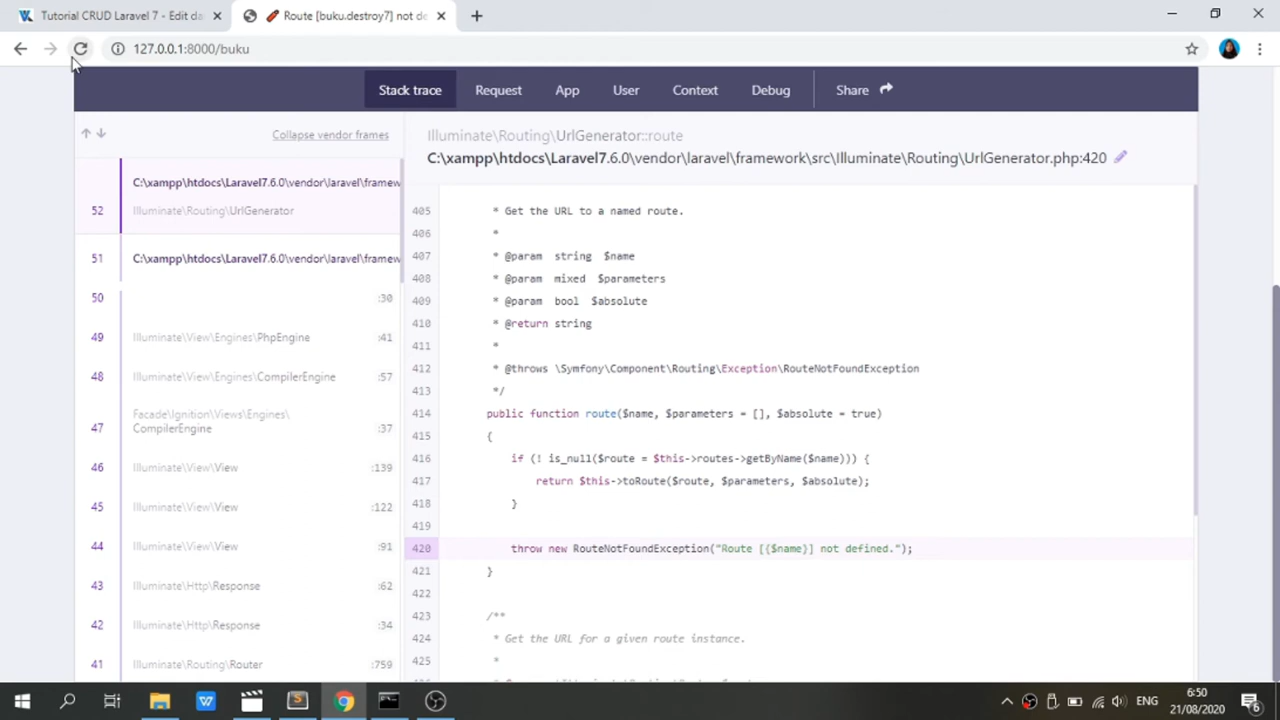 Tutorial CRUD Laravel 7 - Edit da
Route [buku.destroy7] not de
127.0.0.1:8000/buku
Stack trace
Request
App
User
Context
Debug
Share
Collapse vendor frames
C:\xampp\htdocs\Laravel7.6.0\vendor\laravel\framew
52
Illuminate\Routing\UrlGenerator
51
C:\xampp\htdocs\Laravel7.6.0\vendor\laravel\framew
50 :30
49 Illuminate\View\Engines\PhpEngine :41
48 Illuminate\View\Engines\CompilerEngine :57
Facade\Ignition\Views\Engines\
47 CompilerEngine :37
46 Illuminate\View\View :139
45 Illuminate\View\View :122
44 Illuminate\View\View :91
43 Illuminate\Http\Response :62
42 Illuminate\Http\Response :34
41 Illuminate\Routing\Router :759
Illuminate\Routing\UrlGenerator::route
C:\xampp\htdocs\Laravel7.6.0\vendor\laravel\framework\src\Illuminate\Routing\UrlGenerator.php:420
405 * Get the URL to a named route.
406 *
407 * @param string $name
408 * @param mixed $parameters
409 * @param bool $absolute
410 * @return string
411 *
412 * @throws \Symfony\Component\Routing\Exception\RouteNotFoundException
413 */
414 public function route($name, $parameters = [], $absolute = true)
415 {
416 if (! is_null($route = $this->routes->getByName($name))) {
417 return $this->toRoute($route, $parameters, $absolute);
418 }
419
420 throw new RouteNotFoundException("Route [{$name}] not defined.");
421 }
422
423 /**
424 * Get the URL for a given route instance.
425 *
ENG
6:50
21/08/2020
6